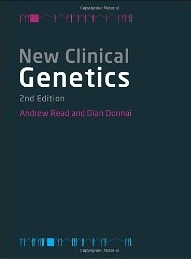 New Clinical
Genetics
2nd Edition
Andrew Read and Dian Donnai